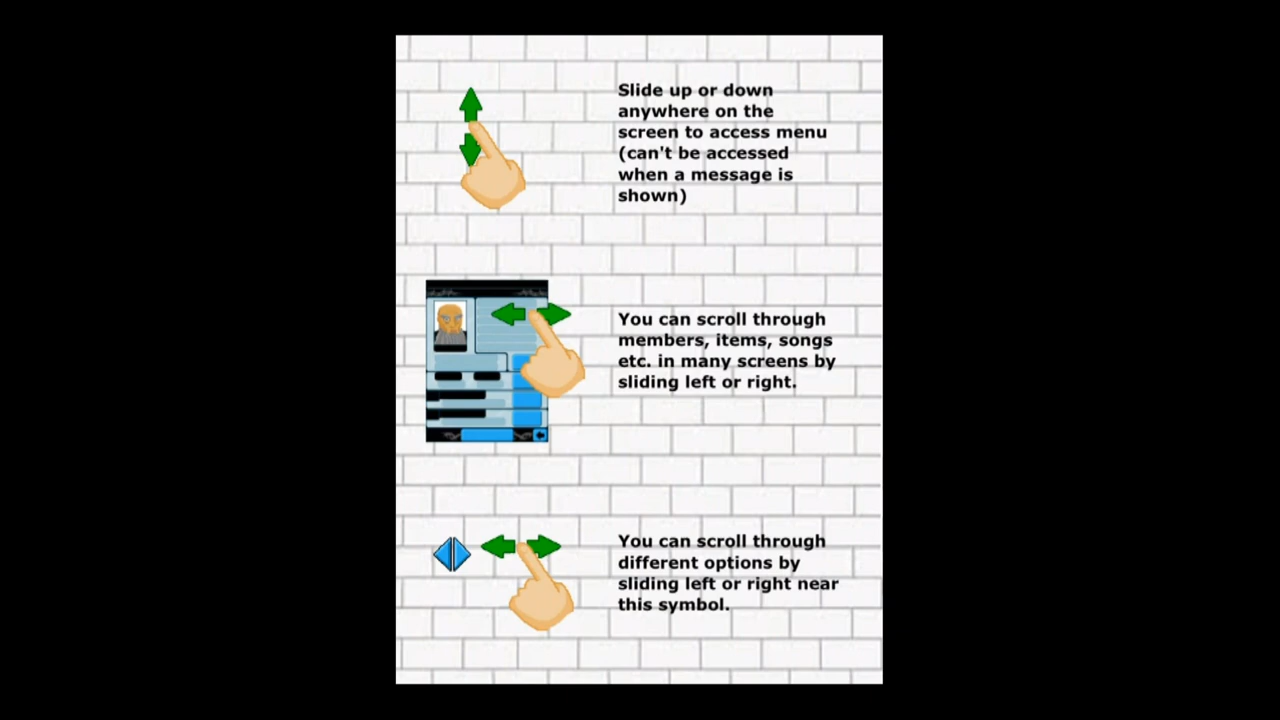 Slide up or down
anywhere on the
screen to access menu
(can't be accessed
when a message is
shown)
You can scroll through
members, items, songs
etc. in many screens by
sliding left or right.
You can scroll through
different options by
sliding left or right near
this symbol.